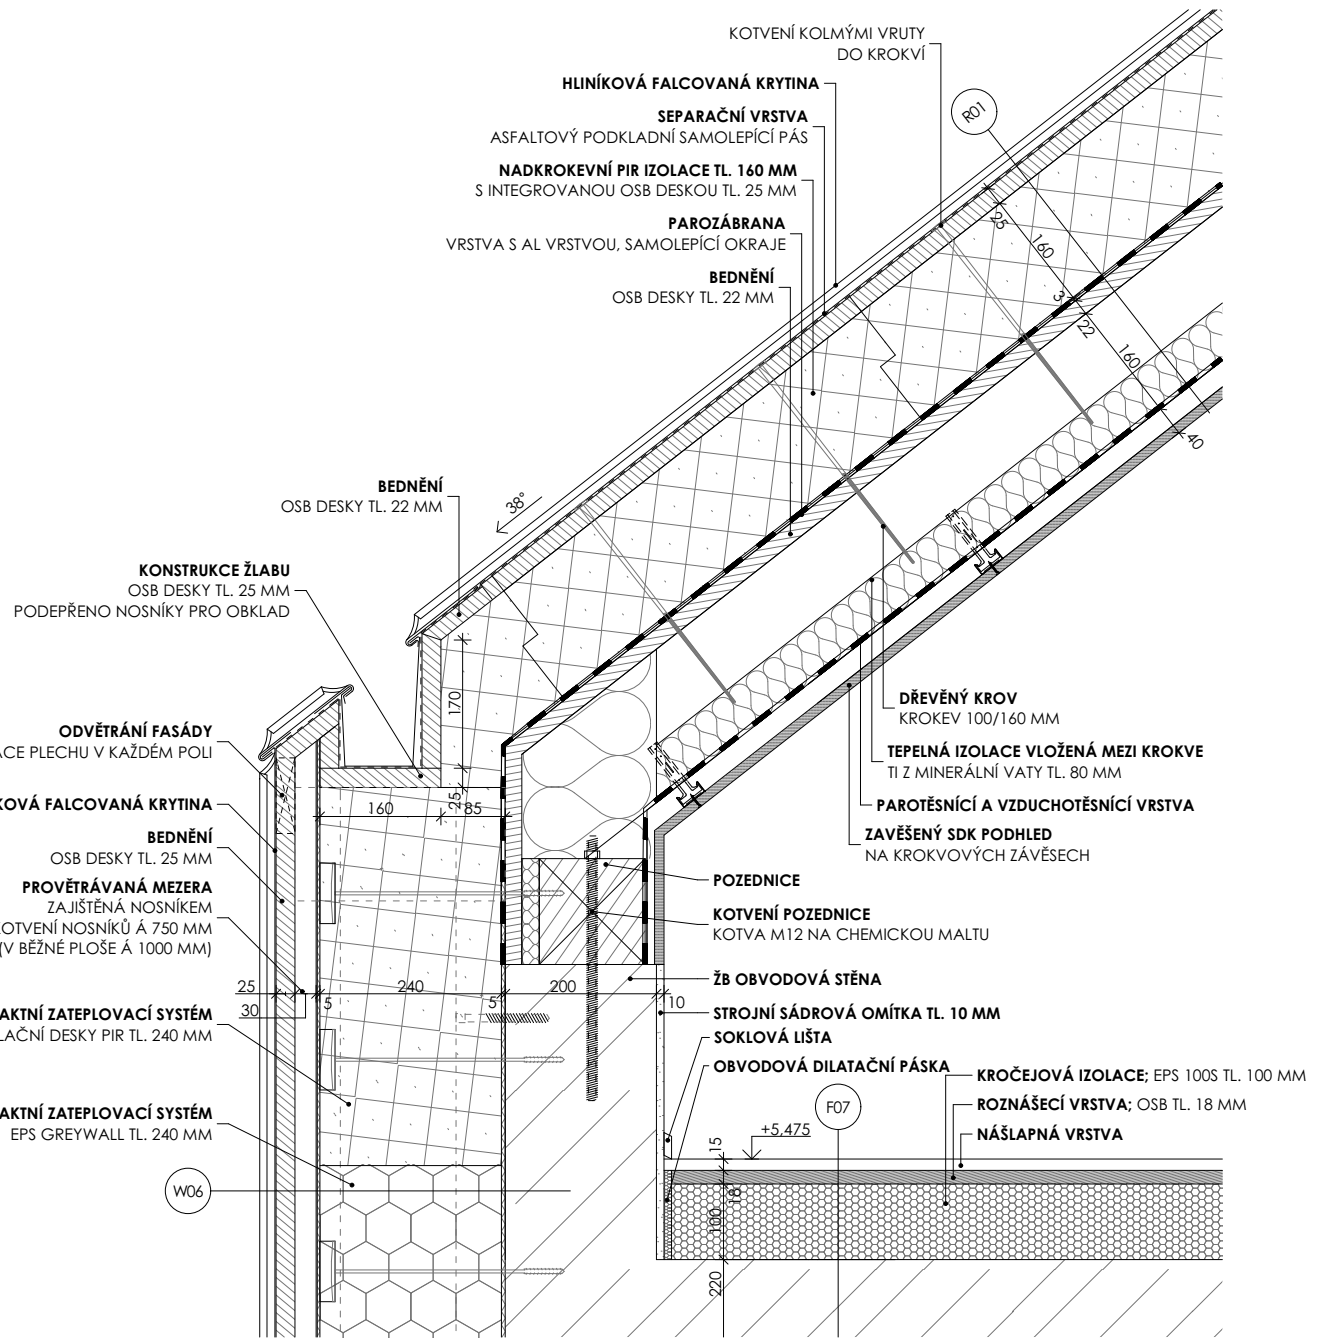 KOTVENÍ KOLMÝMI VRUTY
DO KROKVÍ
HLINÍKOVÁ FALCOVANÁ KRYTINA
SEPARAČNÍ VRSTVA
ASFALTOVÝ PODKLADNÍ SAMOLEPÍCÍ PÁS
NADKROKEVNÍ PIR IZOLACE TL. 160 MM
S INTEGROVANOU OSB DESKOU TL. 25 MM
PAROZÁBRANA
VRSTVA S AL VRSTVOU, SAMOLEPÍCÍ OKRAJE
BEDNĚNÍ
OSB DESKY TL. 22 MM
R01
25
160
3
22
160
40
38°
BEDNĚNÍ
OSB DESKY TL. 22 MM
KONSTRUKCE ŽLABU
OSB DESKY TL. 25 MM
PODEPŘENO NOSNÍKY PRO OBKLAD
170
ODVĚTRÁNÍ FASÁDY
ACE PLECHU V KAŽDÉM POLI
KOVÁ FALCOVANÁ KRYTINA
BEDNĚNÍ
OSB DESKY TL. 25 MM
PROVĚTRÁVANÁ MEZERA
ZAJIŠTĚNÁ NOSNÍKEM
KOTVENÍ NOSNÍKŮ Á 750 MM
(V BĚŽNÉ PLOŠE Á 1000 MM)
160
25
85
25
30
5
240
5
200
10
AKTNÍ ZATEPLOVACÍ SYSTÉM
LAČNÍ DESKY PIR TL. 240 MM
AKTNÍ ZATEPLOVACÍ SYSTÉM
EPS GREYWALL TL. 240 MM
W06
DŘEVĚNÝ KROV
KROKEV 100/160 MM
TEPELNÁ IZOLACE VLOŽENÁ MEZI KROKVE
TI Z MINERÁLNÍ VATY TL. 80 MM
PAROTĚSNÍCÍ A VZDUCHOTĚSNÍCÍ VRSTVA
ZAVĚŠENÝ SDK PODHLED
NA KROKVOVÝCH ZÁVĚSECH
POZEDNICE
KOTVENÍ POZEDNICE
KOTVA M12 NA CHEMICKOU MALTU
ŽB OBVODOVÁ STĚNA
STROJNÍ SÁDROVÁ OMÍTKA TL. 10 MM
SOKLOVÁ LIŠTA
OBVODOVÁ DILATAČNÍ PÁSKA
KROČEJOVÁ IZOLACE; EPS 100S TL. 100 MM
ROZNÁŠECÍ VRSTVA; OSB TL. 18 MM
NÁŠLAPNÁ VRSTVA
F07
+5,475
15
18
100
220